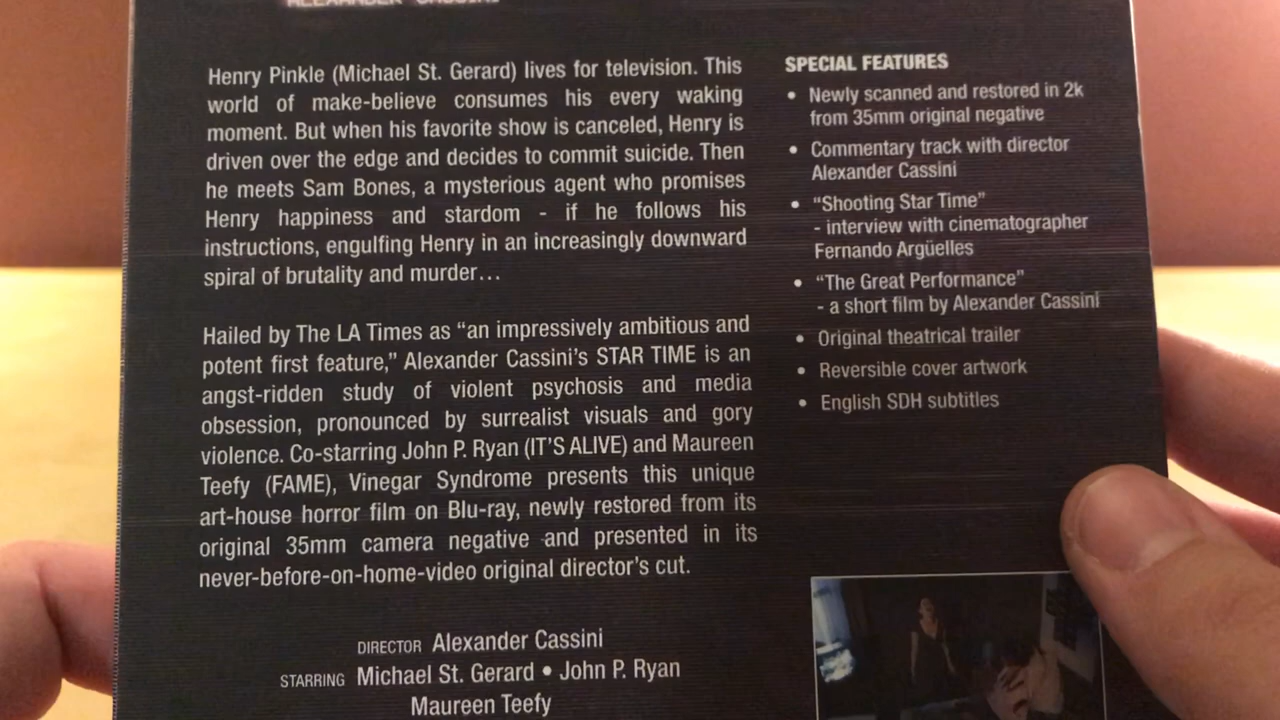 Henry Pinkle (Michael St. Gerard) lives for television. This
world of make-believe consumes his every waking
moment. But when his favorite show is canceled, Henry is
driven over the edge and decides to commit suicide. Then
he meets Sam Bones, a mysterious agent who promises
Henry happiness and stardom - if he follows his
instructions, engulfing Henry in an increasingly downward
spiral of brutality and murder…
Hailed by The LA Times as “an impressively ambitious and
potent first feature,” Alexander Cassini’s STAR TIME is an
angst-ridden study of violent psychosis and media
obsession, pronounced by surrealist visuals and gory
violence. Co-starring John P. Ryan (IT’S ALIVE) and Maureen
Teefy (FAME), Vinegar Syndrome presents this unique
art-house horror film on Blu-ray, newly restored from its
original 35mm camera negative and presented in its
never-before-on-home-video original director’s cut.
DIRECTOR Alexander Cassini
STARRING Michael St. Gerard • John P. Ryan
Maureen Teefy
SPECIAL FEATURES
• Newly scanned and restored in 2k
from 35mm original negative
• Commentary track with director
Alexander Cassini
• “Shooting Star Time”
- interview with cinematographer
Fernando Argüelles
• “The Great Performance”
- a short film by Alexander Cassini
• Original theatrical trailer
• Reversible cover artwork
• English SDH subtitles